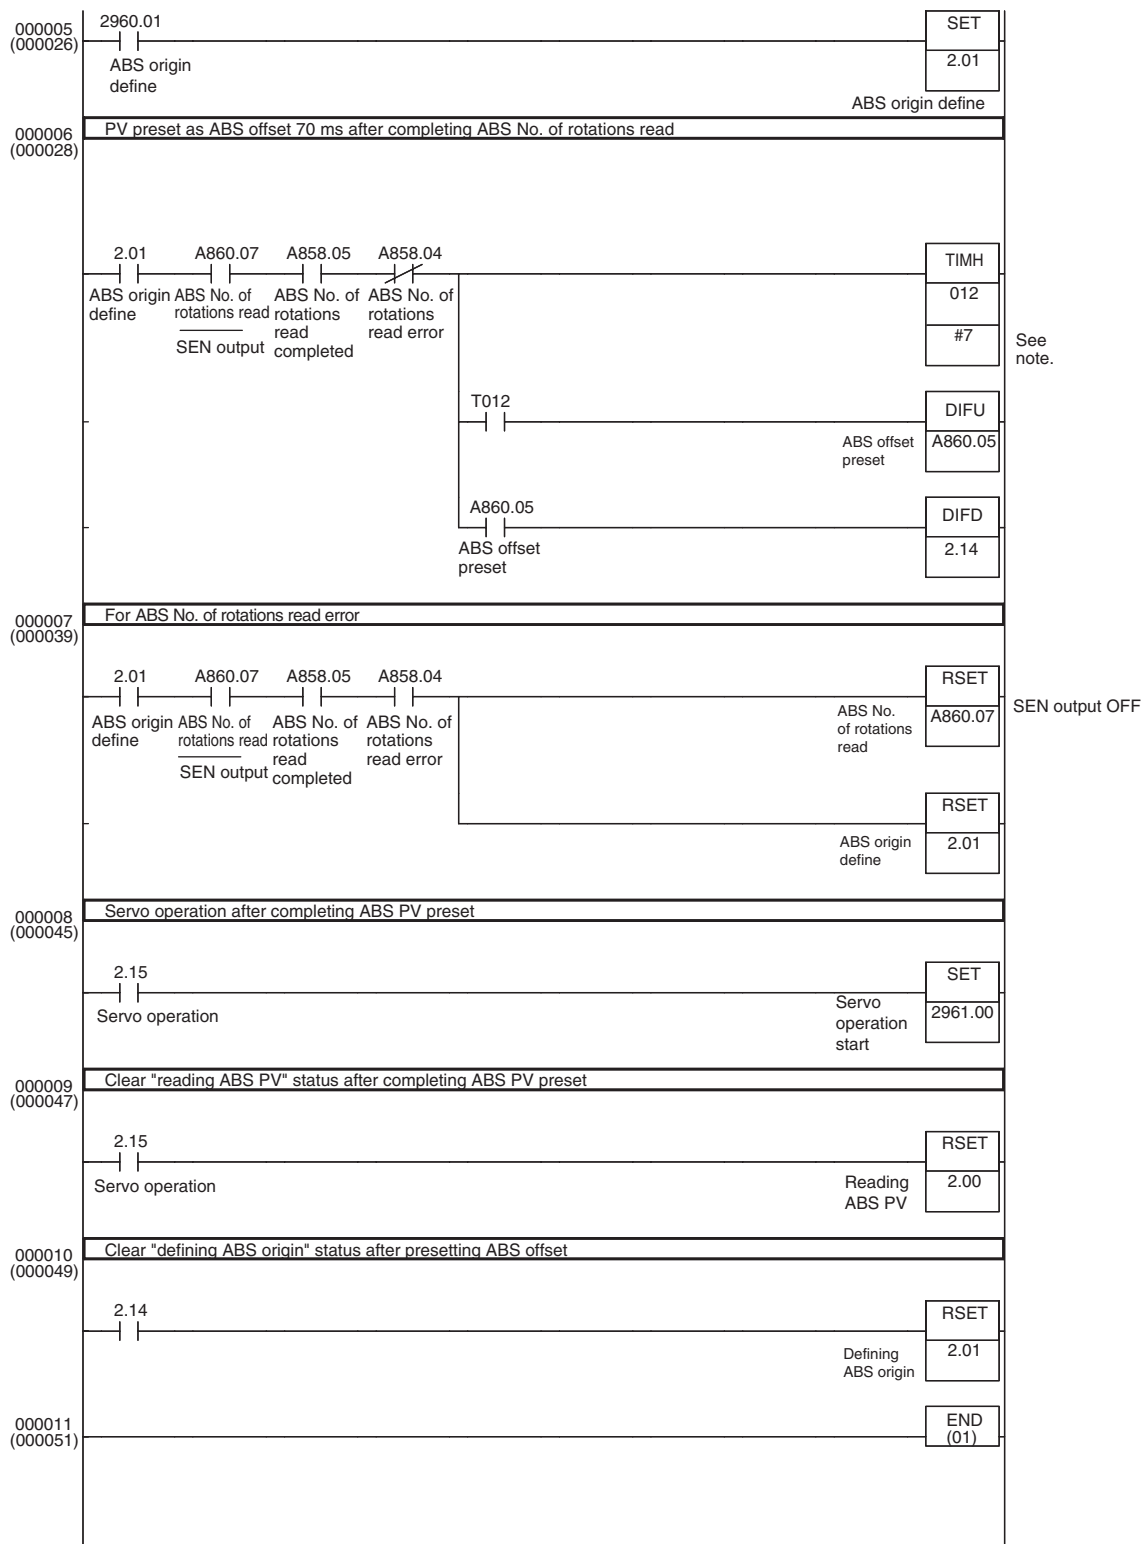 000005
(000026)
2960.01
ABS origin
define
SET
2.01
ABS origin define
000006
(000028)
PV preset as ABS offset 70 ms after completing ABS No. of rotations read
2.01
A860.07
A858.05
A858.04
ABS origin
define
ABS No. of
rotations read
SEN output
ABS No. of
rotations
read
completed
ABS No. of
rotations
read error
TIMH
012
#7
See
note.
T012
DIFU
A860.05
ABS offset
preset
A860.05
ABS offset
preset
DIFD
2.14
000007
(000039)
For ABS No. of rotations read error
2.01
A860.07
A858.05
A858.04
ABS origin
define
ABS No. of
rotations read
SEN output
ABS No. of
rotations
read
completed
ABS No. of
rotations
read error
RSET
A860.07
ABS No.
of rotations
read
SEN output OFF
RSET
2.01
ABS origin
define
000008
(000045)
Servo operation after completing ABS PV preset
2.15
Servo operation
SET
2961.00
Servo
operation
start
000009
(000047)
Clear "reading ABS PV" status after completing ABS PV preset
2.15
Servo operation
RSET
2.00
Reading
ABS PV
000010
(000049)
Clear "defining ABS origin" status after presetting ABS offset
2.14
RSET
2.01
Defining
ABS origin
000011
(000051)
END
(01)